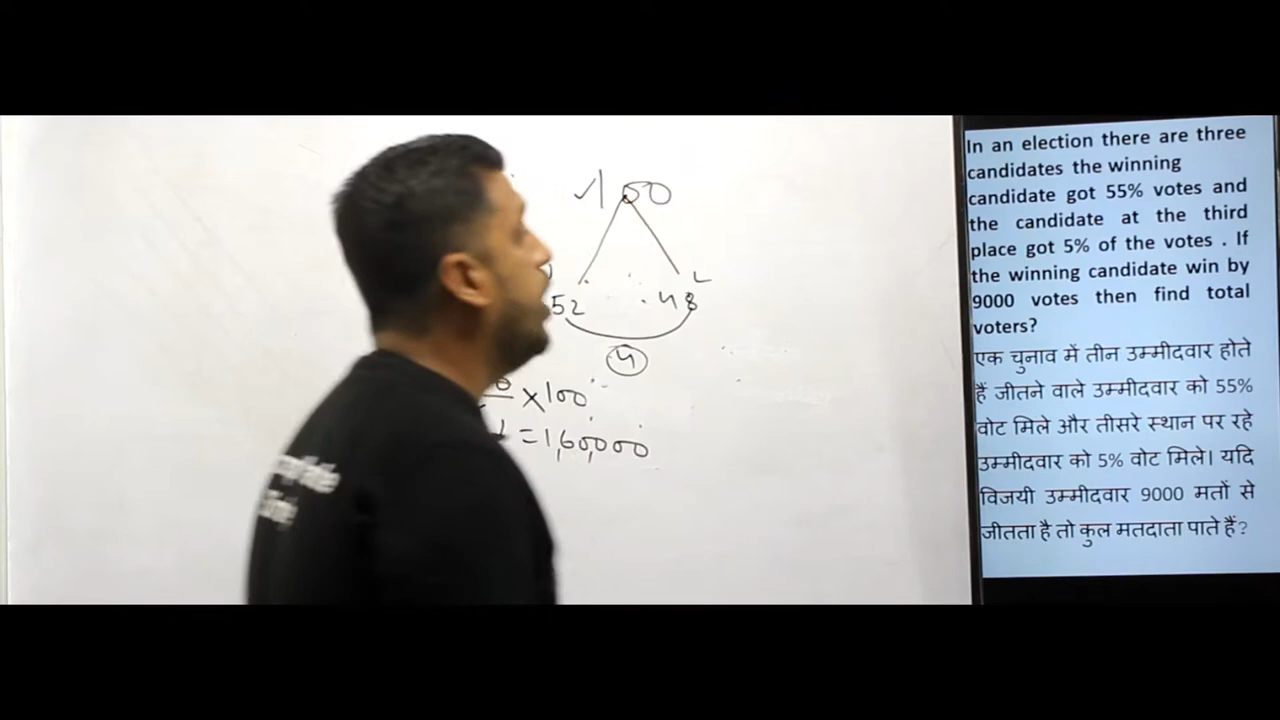 100
L
52
48
4
×100
=1,60,000
In an election there are three
candidates the winning
candidate got 55% votes and
the candidate at the third
place got 5% of the votes . If
the winning candidate win by
9000 votes then find total
voters?
एक चुनाव में तीन उम्मीदवार होते
हैं जीतने वाले उम्मीदवार को 55%
वोट मिले और तीसरे स्थान पर रहे
उम्मीदवार को 5% वोट मिले। यदि
विजयी उम्मीदवार 9000 मतों से
जीतता है तो कुल मतदाता पाते हैं?